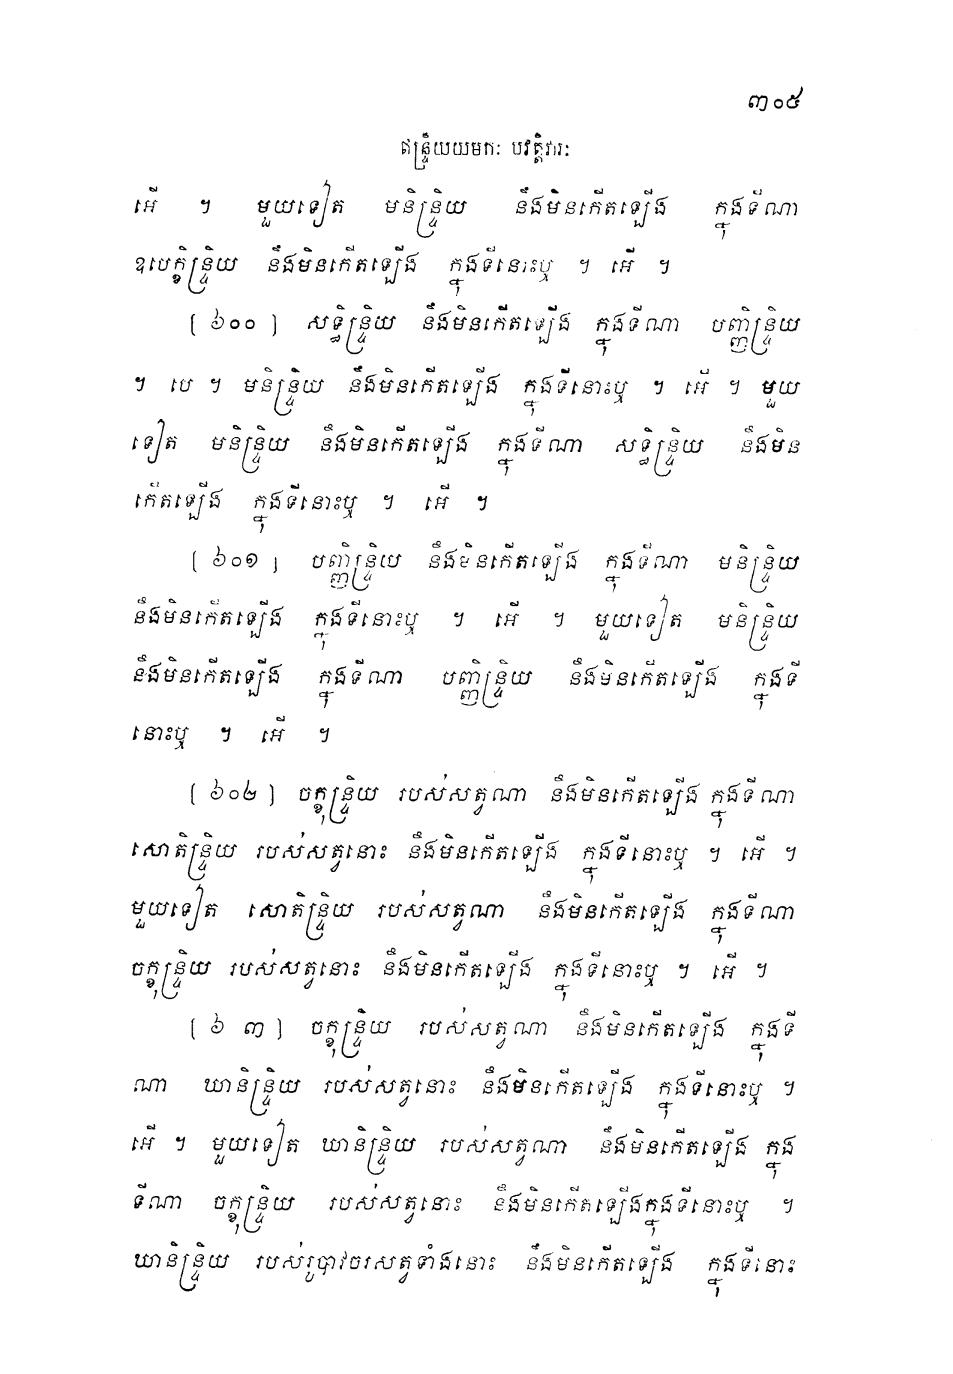 ៣០៥
ឥន្ទ្រិយយមកៈ បវត្តិវារៈ
អើ ។ មួយទៀត មនិន្ទ្រិយ នឹងមិនកើតឡើង ក្នុងទីណា
ឧបេក្ខិន្ទ្រិយ នឹងមិនកើតឡើង ក្នុងទីនោះឬ ។ អើ ។
[៦០០] សទ្ធិន្ទ្រិយ នឹងមិនកើតឡើង ក្នុងទីណា បញ្ញិន្ទ្រិយ
។ បេ ។ មនិន្ទ្រិយ នឹងមិនកើតឡើង ក្នុងទីនោះឬ ។ អើ ។ មួយ
ទៀត មនិន្ទ្រិយ នឹងមិនកើតឡើង ក្នុងទីណា សទ្ធិន្ទ្រិយ នឹងមិន
កើតឡើង ក្នុងទីនោះឬ ។ អើ ។
[៦០១] បញ្ញិន្ទ្រិយ នឹងមិនកើតឡើង ក្នុងទីណា មនិន្ទ្រិយ
នឹងមិនកើតឡើង ក្នុងទីនោះឬ ។ អើ ។ មួយទៀត មនិន្ទ្រិយ
នឹងមិនកើតឡើង ក្នុងទីណា បញ្ញិន្ទ្រិយ នឹងមិនកើតឡើង ក្នុងទី
នោះឬ ។ អើ ។
[៦០២] ចក្ខុន្ទ្រិយ របស់សត្វណា នឹងមិនកើតឡើង ក្នុងទីណា
សោតិន្ទ្រិយ របស់សត្វនោះ នឹងមិនកើតឡើង ក្នុងទីនោះឬ ។ អើ ។
មួយទៀត សោតិន្ទ្រិយ របស់សត្វណា នឹងមិនកើតឡើង ក្នុងទីណា
ចក្ខុន្ទ្រិយ របស់សត្វនោះ នឹងមិនកើតឡើង ក្នុងទីនោះឬ ។ អើ ។
[៦ ៣] ចក្ខុន្ទ្រិយ របស់សត្វណា នឹងមិនកើតឡើង ក្នុងទី
ណា ឃានិន្ទ្រិយ របស់សត្វនោះ នឹងមិនកើតឡើង ក្នុងទីនោះឬ ។
អើ ។ មួយទៀត ឃានិន្ទ្រិយ របស់សត្វណា នឹងមិនកើតឡើង ក្នុង
ទីណា ចក្ខុន្ទ្រិយ របស់សត្វនោះ នឹងមិនកើតឡើងក្នុងទីនោះឬ ។
ឃានិន្ទ្រិយ របស់រូបាវចរសត្វទាំងនោះ នឹងមិនកើតឡើង ក្នុងទីនោះ